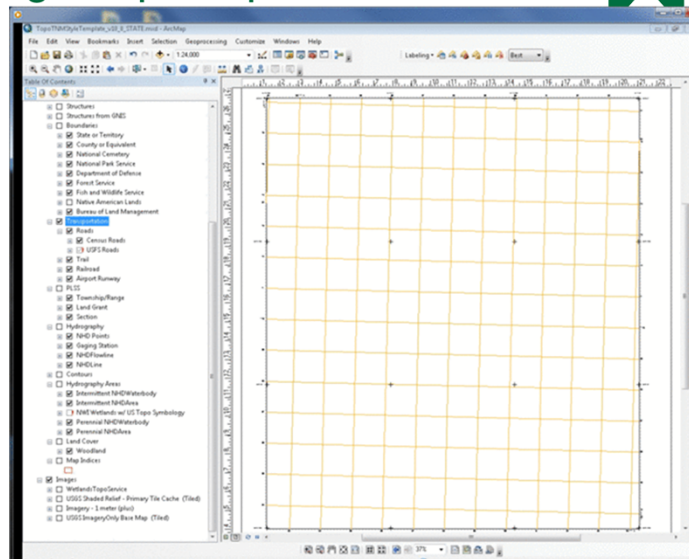 TopoTNMStyleTemplate_v10_6_STATE.mxd - ArcMap
File Edit View Bookmarks Insert Selection Geoprocessing Customize Windows Help
1:24,000
Labeling
Best
Table Of Contents
Structures
Structures from GNIS
Boundaries
State or Territory
County or Equivalent
National Cemetery
National Park Service
Department of Defense
Forest Service
Fish and Wildlife Service
Native American Lands
Bureau of Land Management
Transportation
Roads
Census Roads
USFS Roads
Trail
Railroad
Airport Runway
PLSS
Township/Range
Land Grant
Section
Hydrography
NHD Points
Gaging Station
NHDFlowline
NHDLine
Contours
Hydrography Areas
Intermittent NHDWaterbody
Intermittent NHDArea
NWI Wetlands w/ US Topo Symbology
Perennial NHDWaterbody
Perennial NHDArea
Land Cover
Woodland
Map Indices
Images
WetlandsTopoService
USGS Shaded Relief - Primary Tile Cache (Tiled)
Imagery - 1 meter (plus)
USGS ImageryOnly Base Map (Tiled)
37%